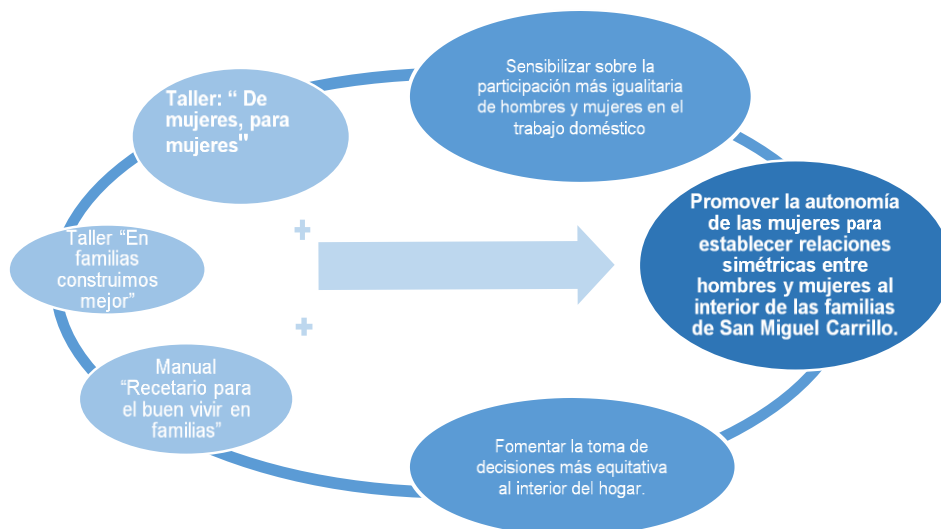 Taller: “ De
mujeres, para
mujeres"
Taller “En
familias
construimos
mejor”
Manual
“Recetario para
el buen vivir en
familias”
+
+
Sensibilizar sobre la
participación más igualitaria
de hombres y mujeres en el
trabajo doméstico
Promover la autonomía
de las mujeres para
establecer relaciones
simétricas entre
hombres y mujeres al
interior de las familias
de San Miguel Carrillo.
Fomentar la toma de
decisiones más equitativa
al interior del hogar.